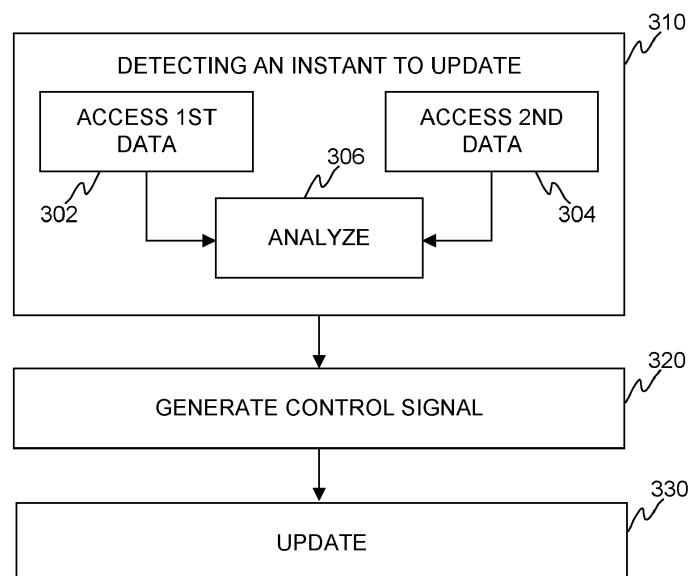 310
DETECTING AN INSTANT TO UPDATE
ACCESS 1ST
DATA
ACCESS 2ND
DATA
306
302
304
ANALYZE
320
GENERATE CONTROL SIGNAL
330
UPDATE